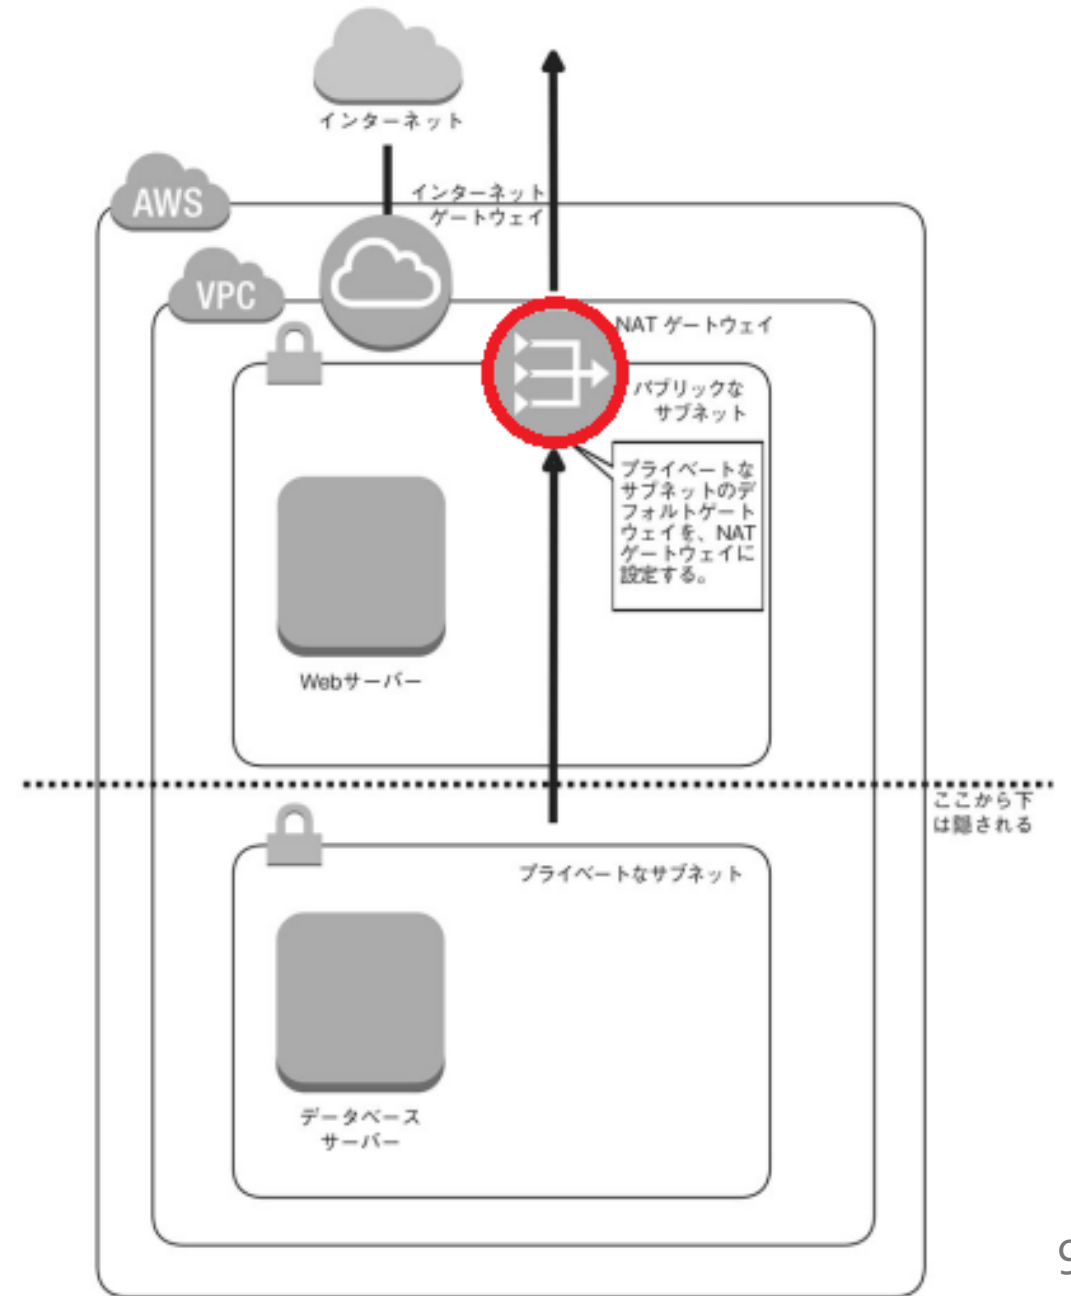 インターネット
AWS
インターネット
ゲートウェイ
VPC
NAT ゲートウェイ
パブリックな
サブネット
プライベートな
サブネットのデ
フォルトゲート
ウェイを、NAT
ゲートウェイに
設定する。
Webサーバー
ここから下
は隠される
プライベートなサブネット
データベース
サーバー
9